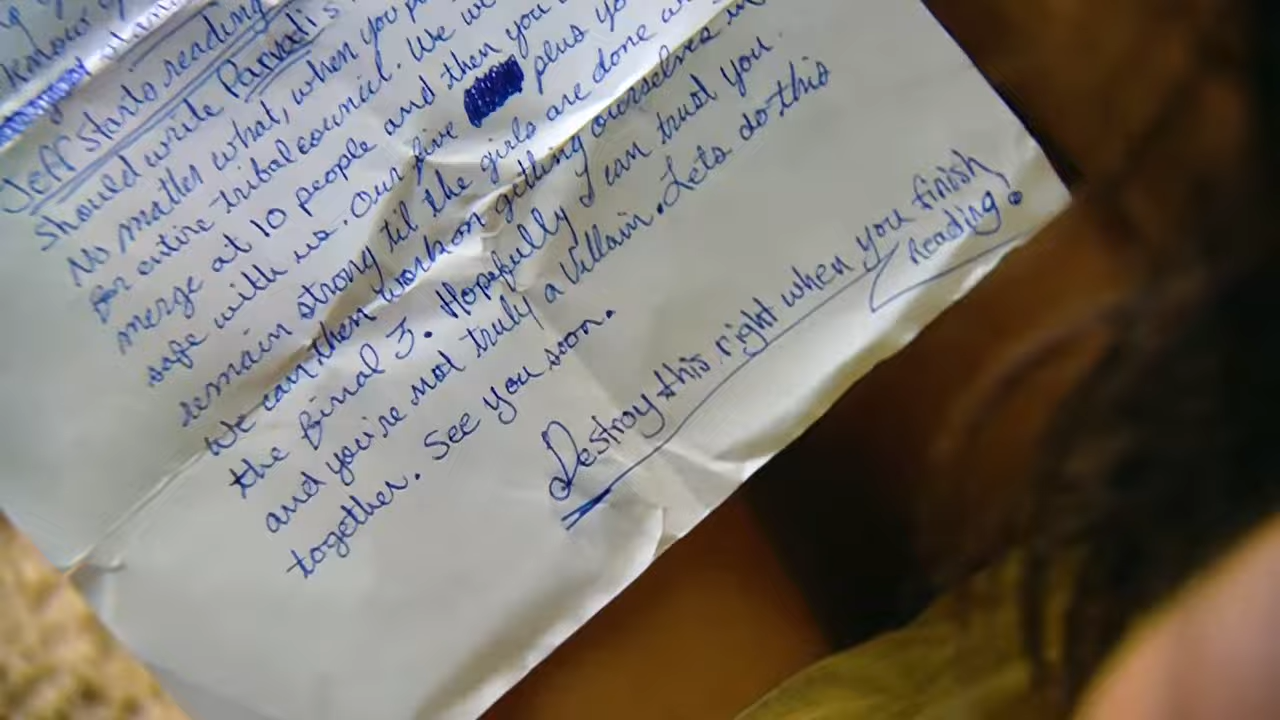 know
Jeff starts reading
should write Parvati's
No matter what, when you
for entire tribal council. We
merge at 10 people and then you
safe with us. Our five plus
remain strong til the girls are done
We can then work on getting ourselves in
the final 3. Hopefully I can trust you
and you're not truly a Villain. Lets do this
together. See you soon.
Destroy this right when you finish
reading!